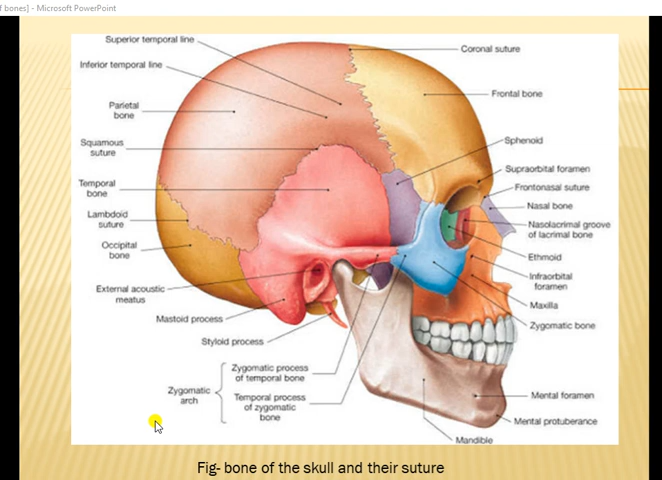 f bones] - Microsoft PowerPoint
Superior temporal line
Inferior temporal line
Parietal
bone
Squamous
suture
Temporal
bone
Lambdoid
suture
Occipital
bone
External acoustic
meatus
Mastoid process
Styloid process
Zygomatic
arch
Zygomatic process
of temporal bone
Temporal process
of zygomatic
bone
Coronal suture
Frontal bone
Sphenoid
Supraorbital foramen
Frontonasal suture
Nasal bone
Nasolacrimal groove
of lacrimal bone
Ethmoid
Infraorbital
foramen
Maxilla
Zygomatic bone
Mental foramen
Mental protuberance
Mandible
Fig- bone of the skull and their suture